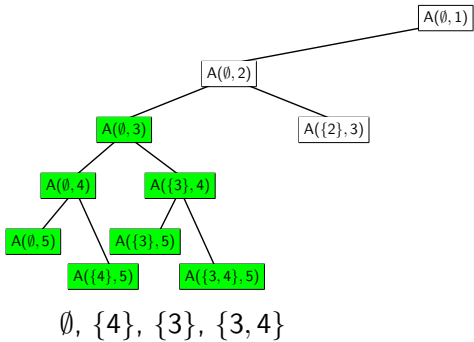 A(∅, 1)
A(∅, 2)
A(∅, 3)
A({2}, 3)
A(∅, 4)
A({3}, 4)
A(∅, 5)
A({3}, 5)
A({4}, 5)
A({3, 4}, 5)
∅, {4}, {3}, {3, 4}